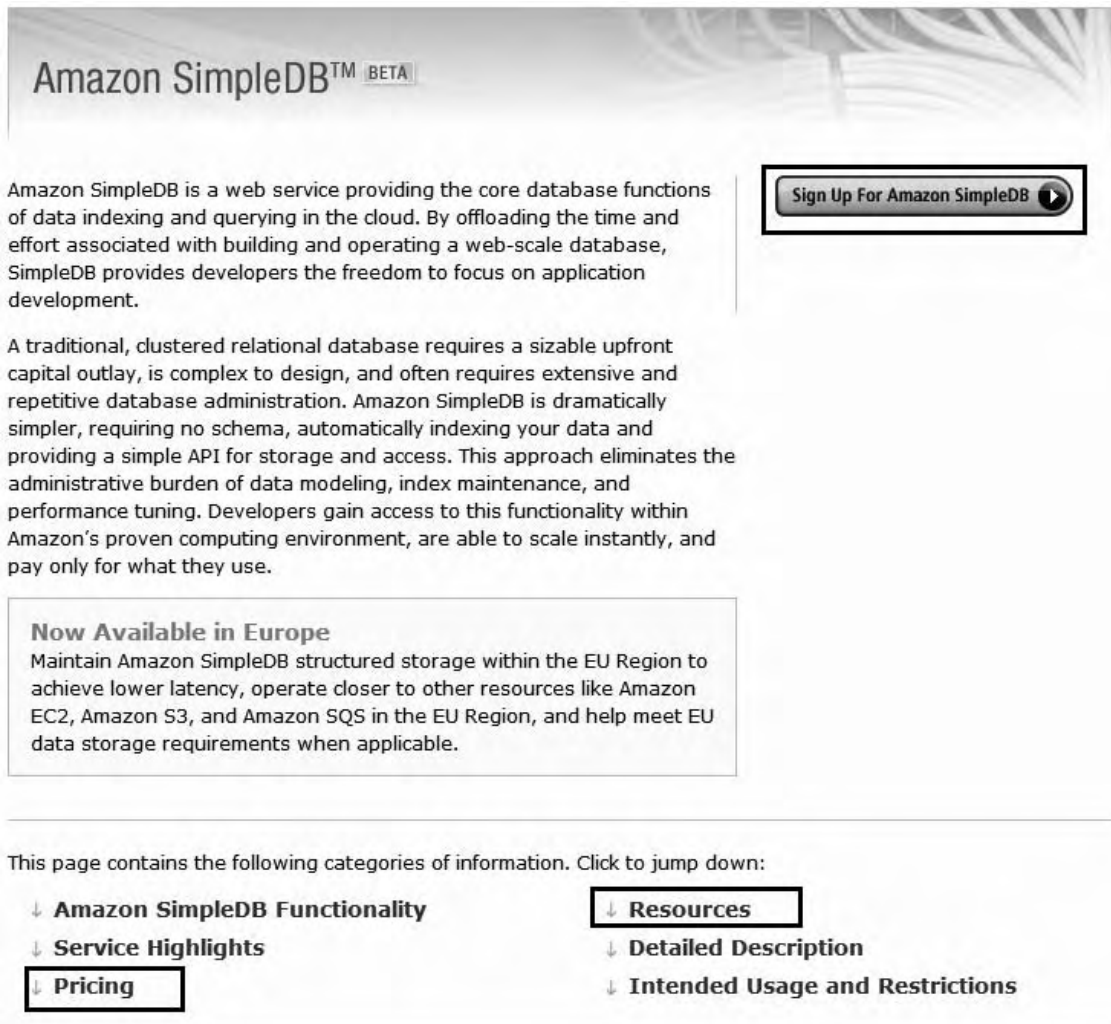 Amazon SimpleDB™ BETA
Amazon SimpleDB is a web service providing the core database functions
of data indexing and querying in the cloud. By offloading the time and
effort associated with building and operating a web-scale database,
SimpleDB provides developers the freedom to focus on application
development.
Sign Up For Amazon SimpleDB
A traditional, clustered relational database requires a sizable upfront
capital outlay, is complex to design, and often requires extensive and
repetitive database administration. Amazon SimpleDB is dramatically
simpler, requiring no schema, automatically indexing your data and
providing a simple API for storage and access. This approach eliminates the
administrative burden of data modeling, index maintenance, and
performance tuning. Developers gain access to this functionality within
Amazon's proven computing environment, are able to scale instantly, and
pay only for what they use.
Now Available in Europe
Maintain Amazon SimpleDB structured storage within the EU Region to
achieve lower latency, operate closer to other resources like Amazon
EC2, Amazon S3, and Amazon SQS in the EU Region, and help meet EU
data storage requirements when applicable.
This page contains the following categories of information. Click to jump down:
↓ Amazon SimpleDB Functionality
↓ Service Highlights
↓ Pricing
↓ Resources
↓ Detailed Description
↓ Intended Usage and Restrictions